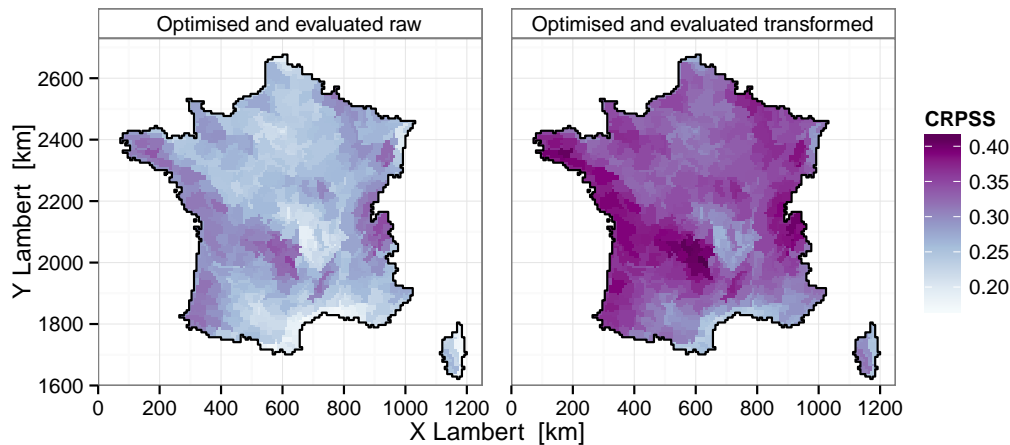 Optimised and evaluated raw
Optimised and evaluated transformed
2600
2400
2200
2000
1800
1600
Y Lambert [km]
0 200 400 600 800 1000 1200
0 200 400 600 800 1000 1200
X Lambert [km]
CRPSS
0.40
0.35
0.30
0.25
0.20